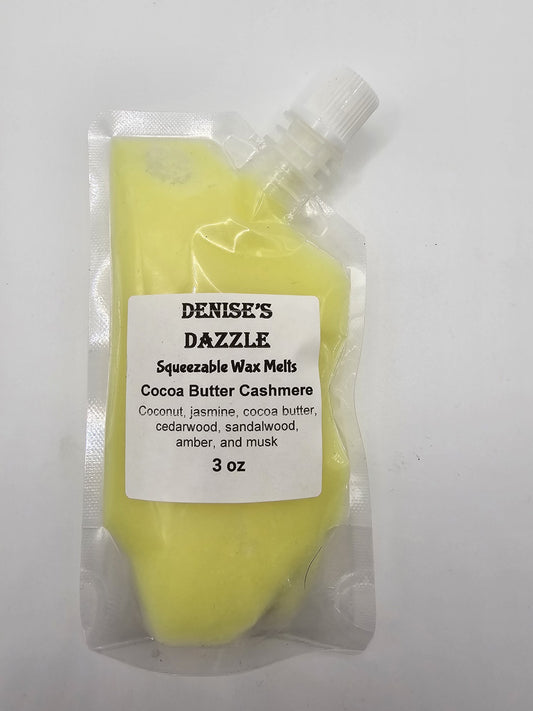 DENISE'S
DAZZLE
Squeezable Wax Melts
Cocoa Butter Cashmere
Coconut, jasmine, cocoa butter,
cedarwood, sandalwood,
amber, and musk
3 oz